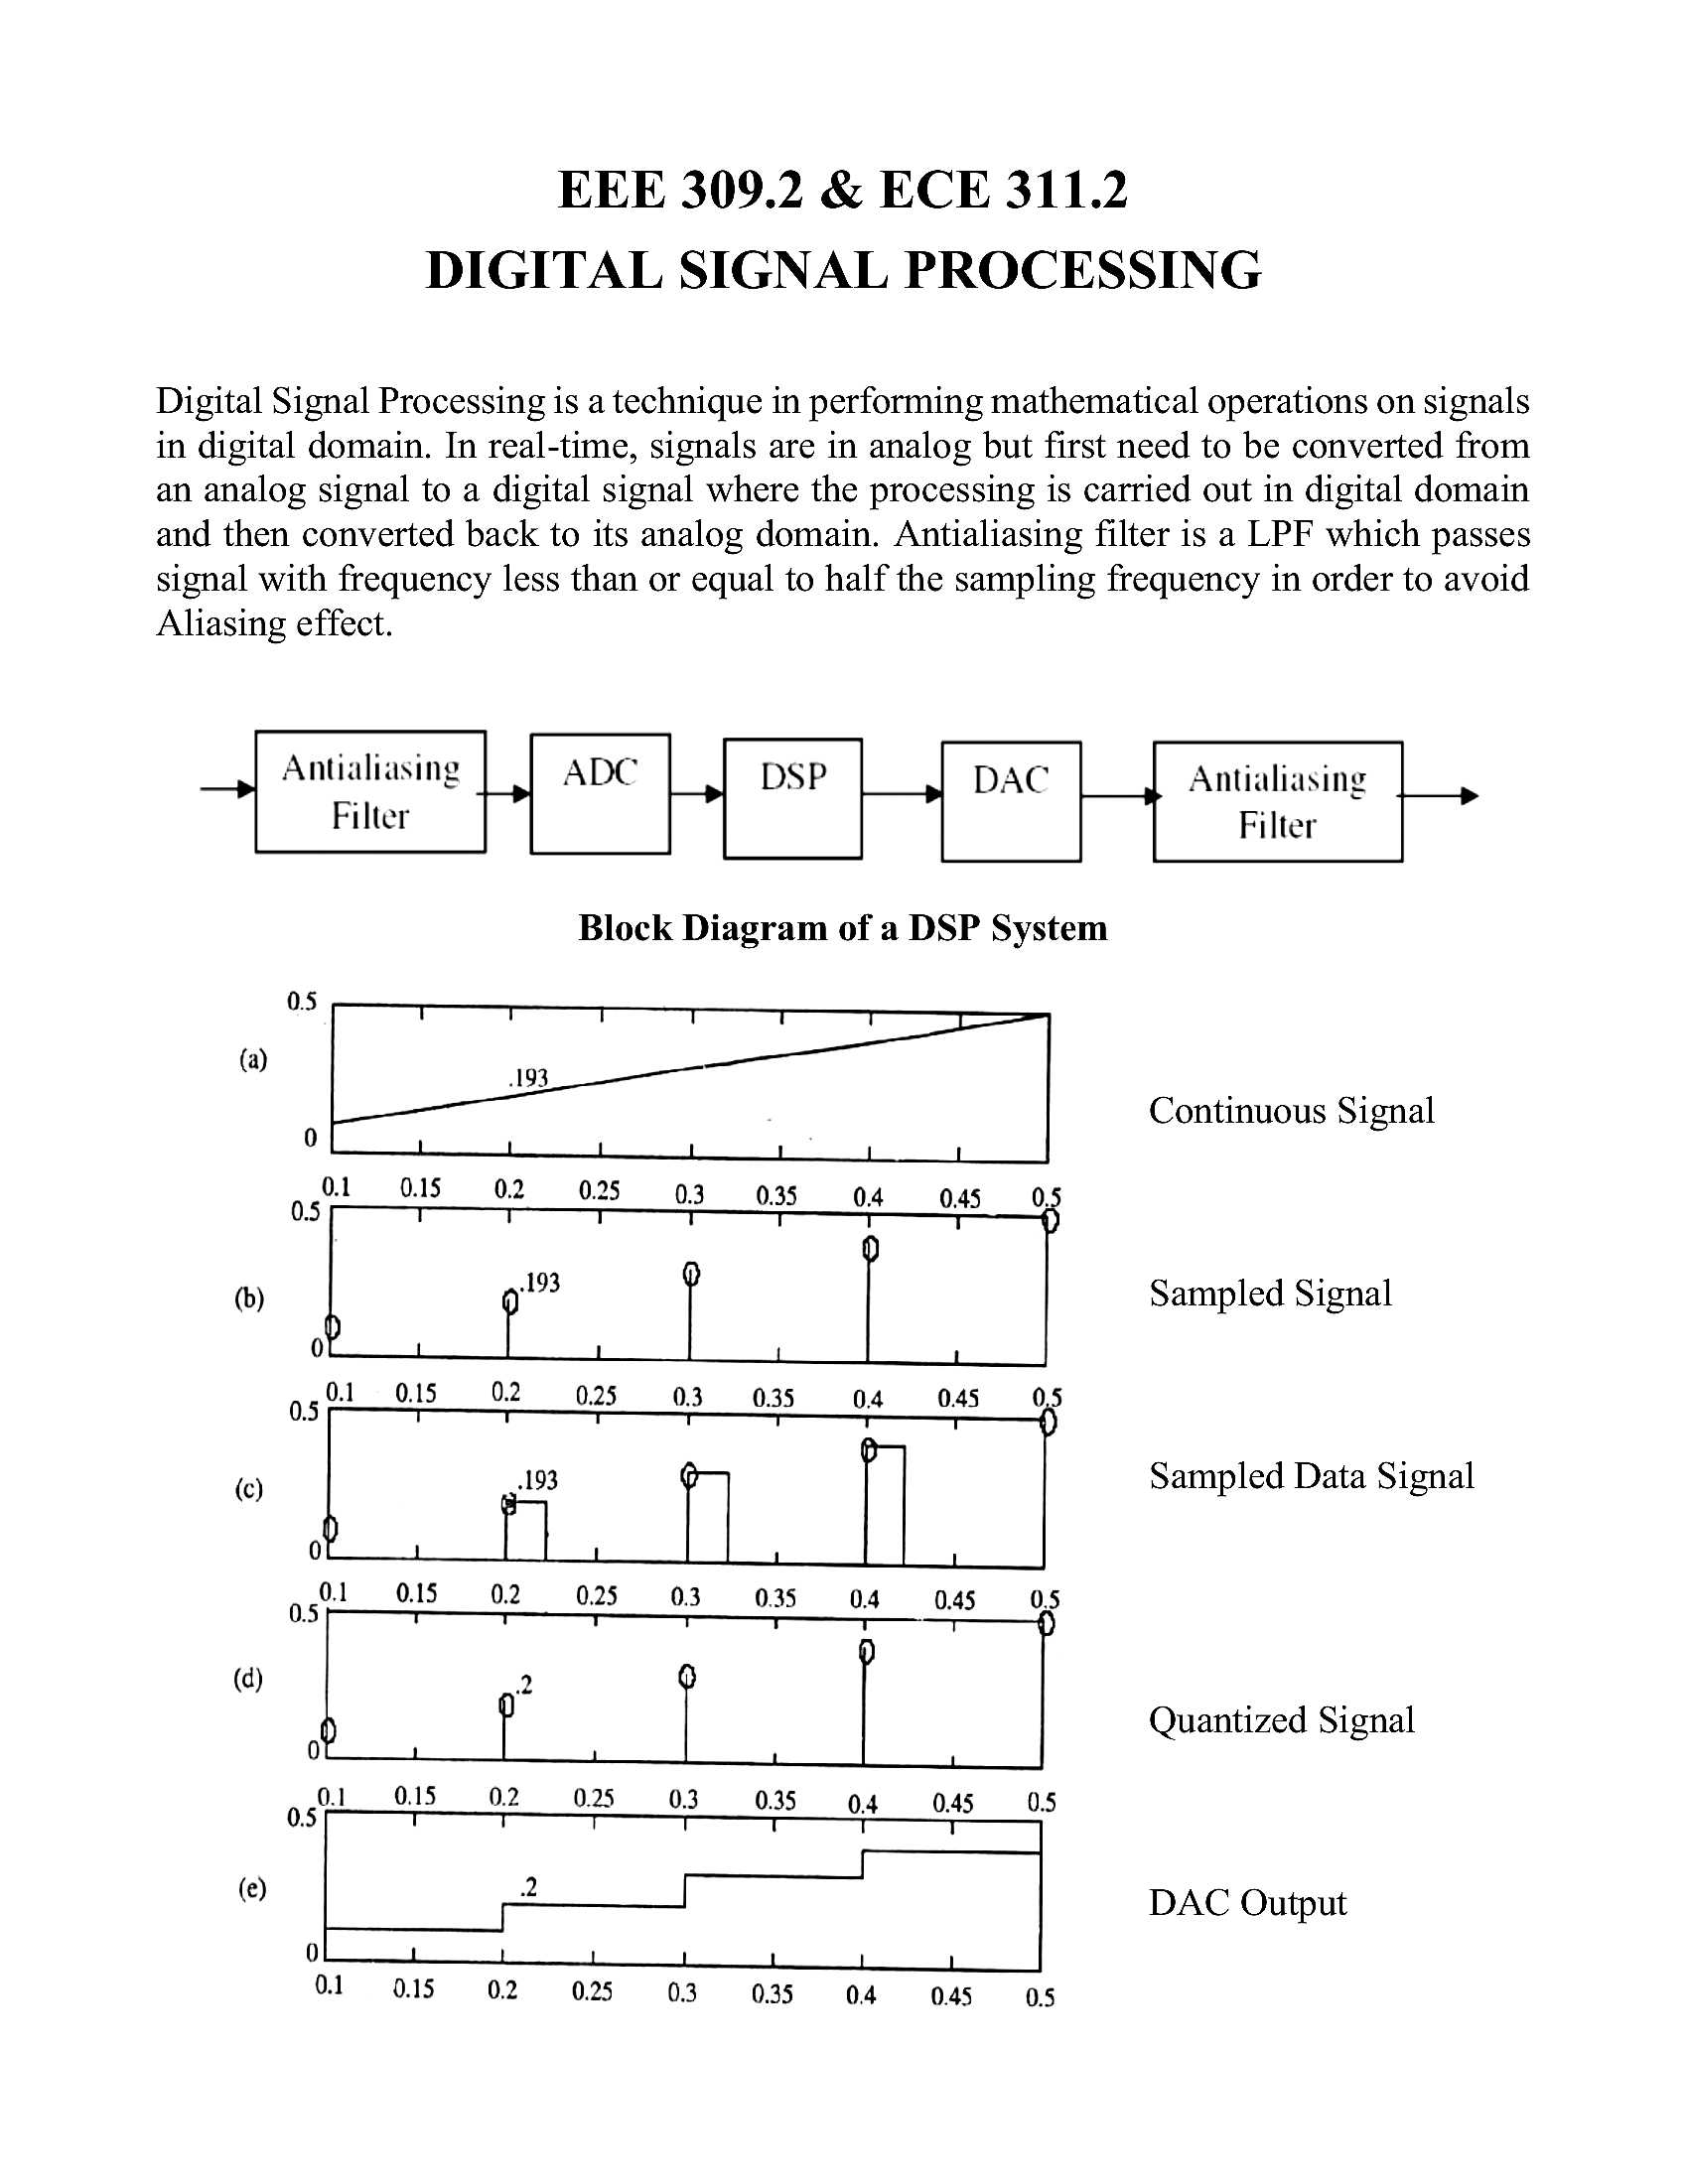 EEE 309.2 & ECE 311.2
DIGITAL SIGNAL PROCESSING
Digital Signal Processing is a technique in performing mathematical operations on signals
in digital domain. In real-time, signals are in analog but first need to be converted from
an analog signal to a digital signal where the processing is carried out in digital domain
and then converted back to its analog domain. Antialiasing filter is a LPF which passes
signal with frequency less than or equal to half the sampling frequency in order to avoid
Aliasing effect.
Antialiasing
Filter
ADC
DSP
DAC
Antialiasing
Filter
Block Diagram of a DSP System
0.5
(a)
.193
0
Continuous Signal
0.1 0.15 0.2 0.25 0.3 0.35 0.4 0.45 0.5
0.5
(b)
.193
0
Sampled Signal
0.1 0.15 0.2 0.25 0.3 0.35 0.4 0.45 0.5
0.5
(c)
.193
0
Sampled Data Signal
0.1 0.15 0.2 0.25 0.3 0.35 0.4 0.45 0.5
0.5
(d)
.2
0
Quantized Signal
0.1 0.15 0.2 0.25 0.3 0.35 0.4 0.45 0.5
0.5
(e)
.2
0
DAC Output
0.1 0.15 0.2 0.25 0.3 0.35 0.4 0.45 0.5